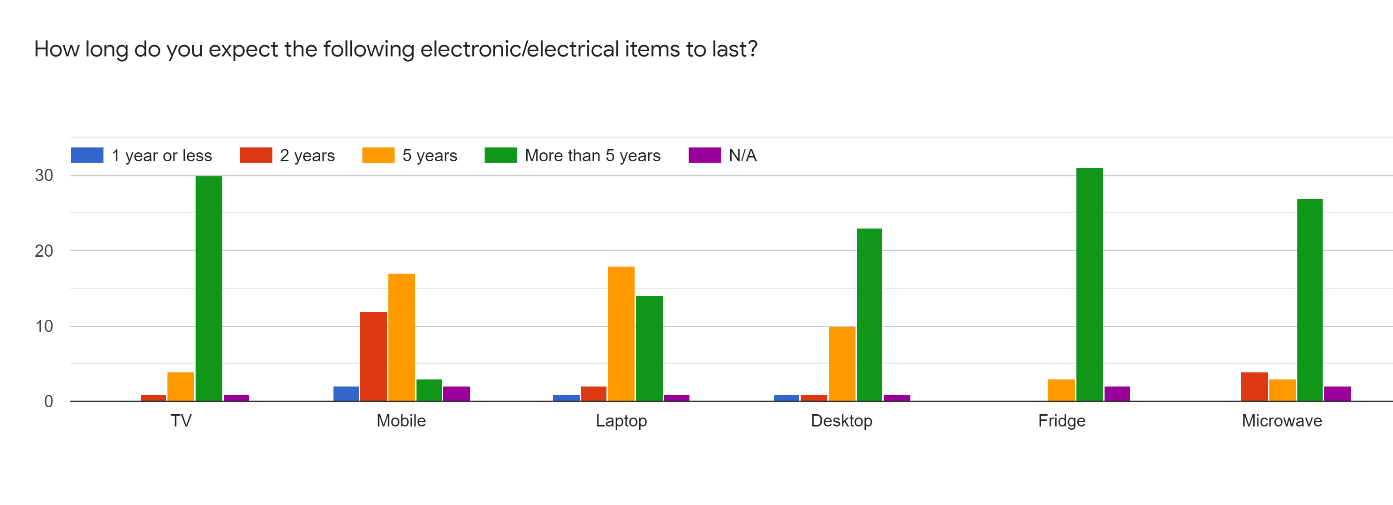 How long do you expect the following electronic/electrical items to last?
1 year or less 2 years 5 years More than 5 years N/A
30
20
10
0
TV Mobile Laptop Desktop Fridge Microwave